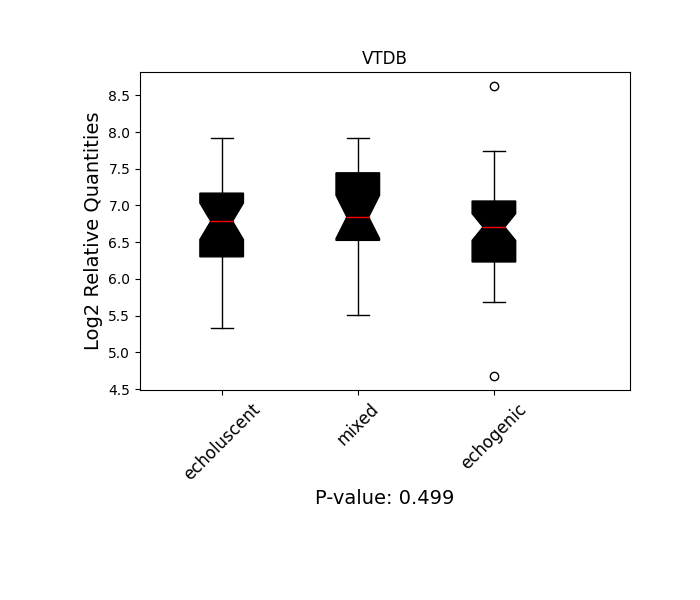 VTDB
Log2 Relative Quantities
8.5
8.0
7.5
7.0
6.5
6.0
5.5
5.0
4.5
echoluscent
mixed
echogenic
P-value: 0.499